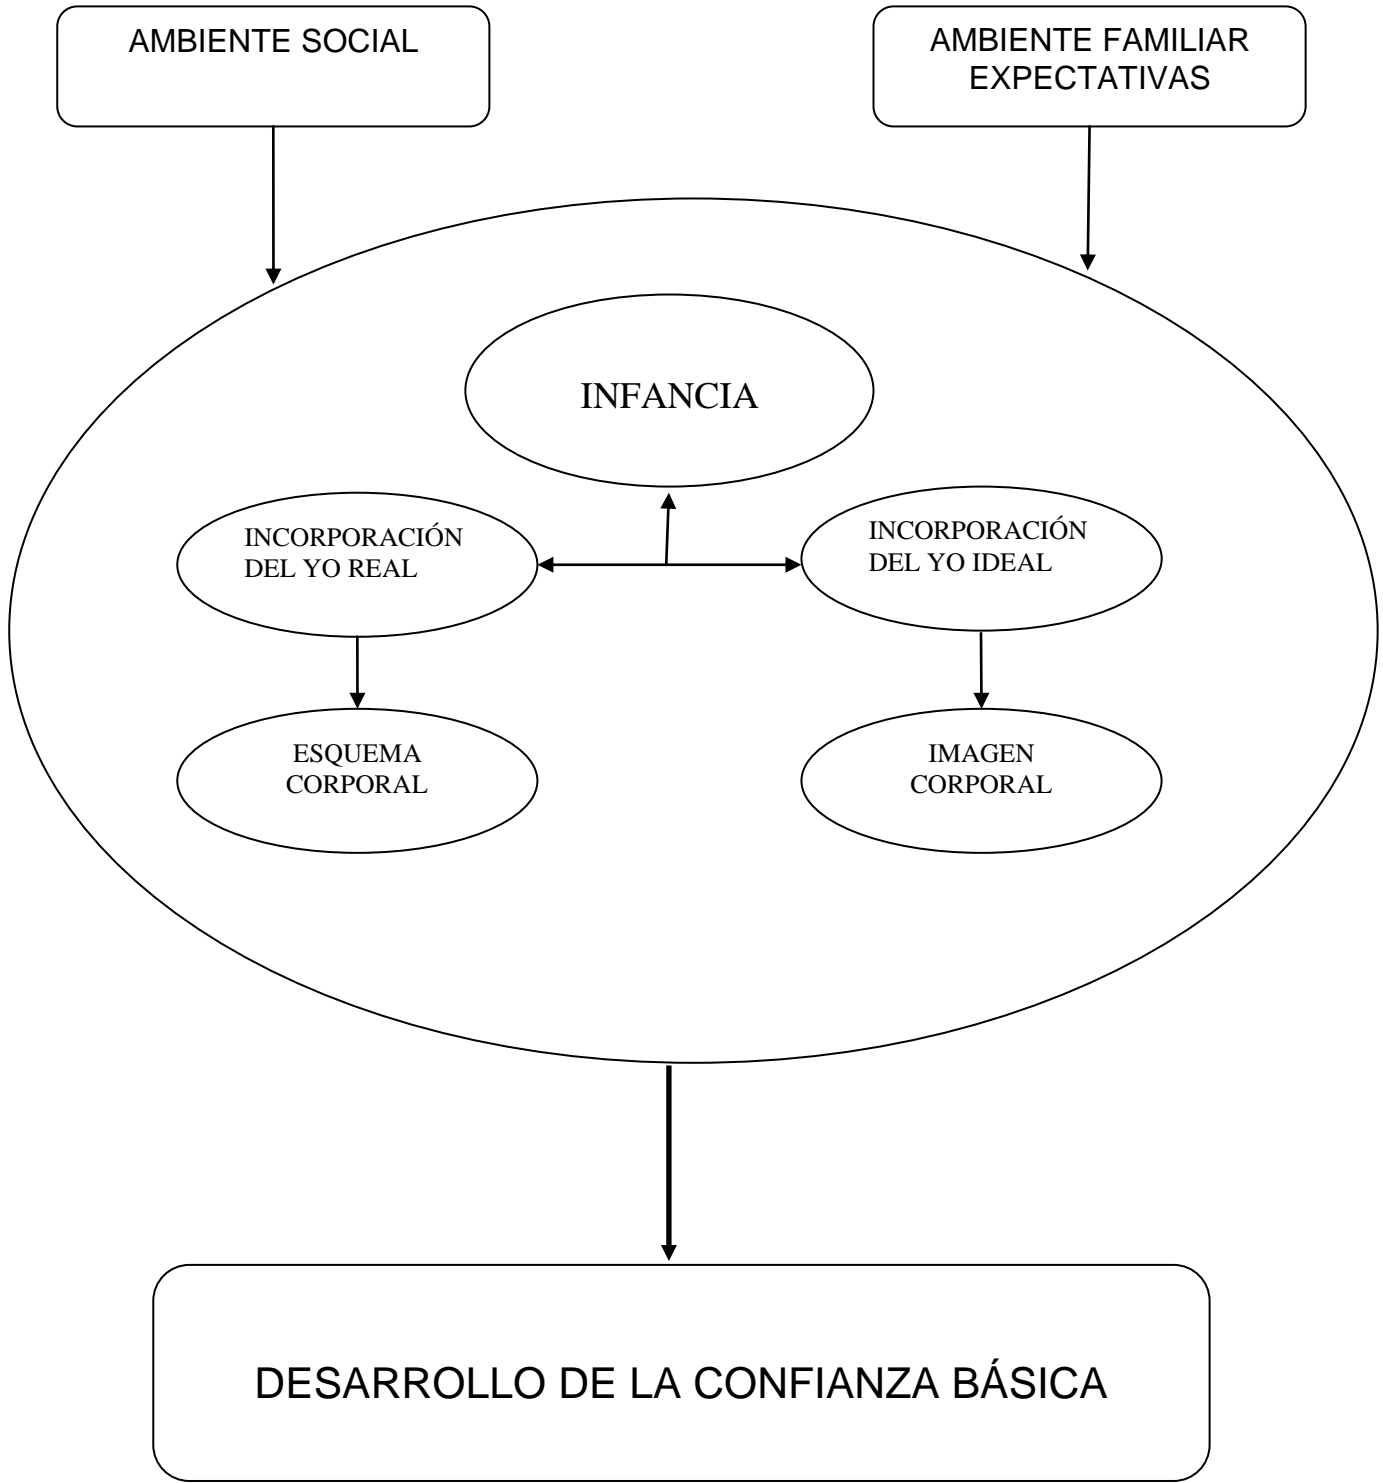 AMBIENTE SOCIAL
AMBIENTE FAMILIAR
EXPECTATIVAS
INFANCIA
INCORPORACIÓN
DEL YO REAL
INCORPORACIÓN
DEL YO IDEAL
ESQUEMA
CORPORAL
IMAGEN
CORPORAL
DESARROLLO DE LA CONFIANZA BÁSICA